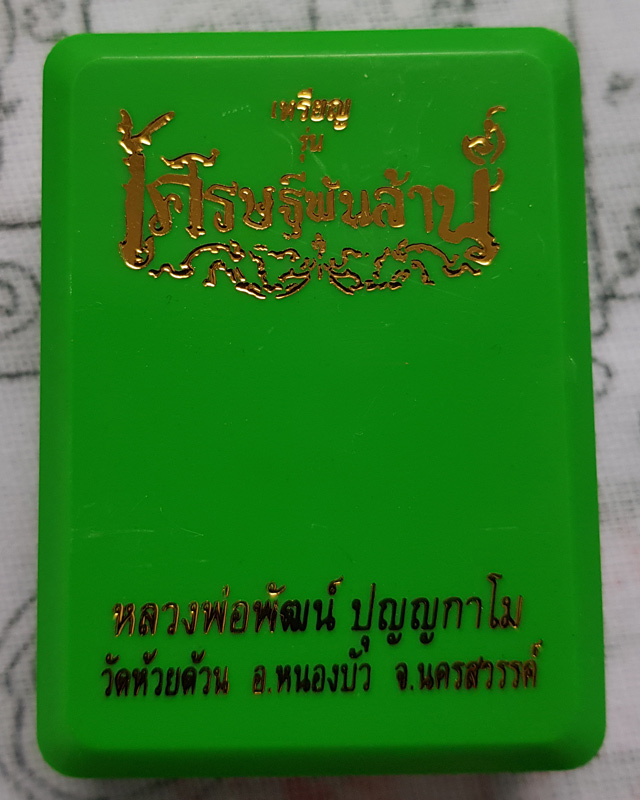 เหรียญ
รุ่น
เศรษฐีพันล้าน
หลวงพ่อพัฒน์ ปุญญกาโม
วัดห้วยด้วน อ.หนองบัว จ.นครสวรรค์